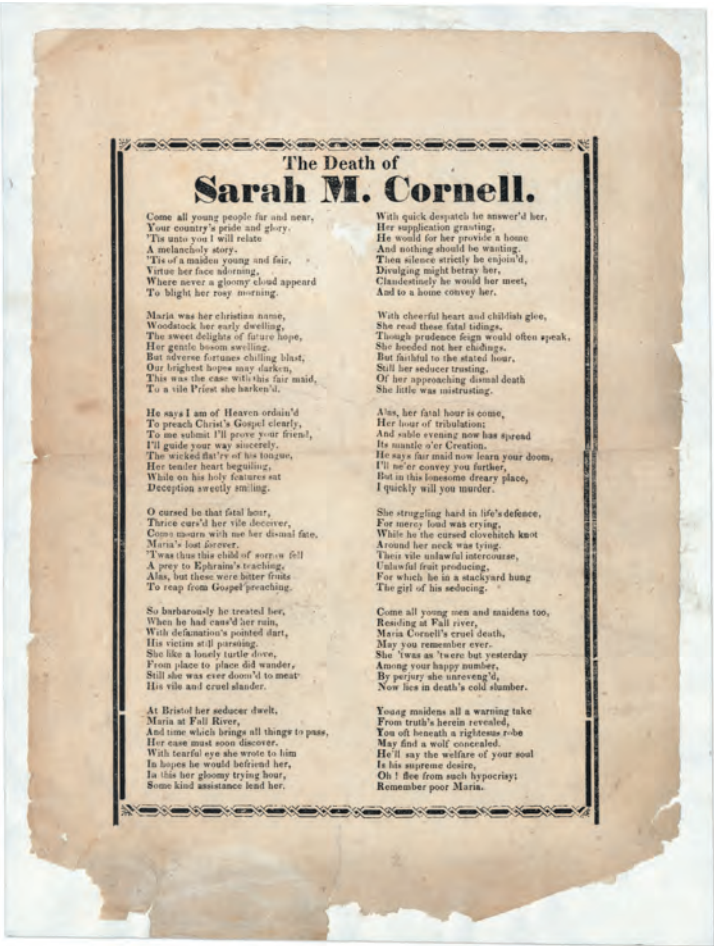 The Death of
Sarah M. Cornell.
Come all young people far and near,
Your country's pride and glory.
'Tis unto you I will relate
A melancholy story.
'Tis of a maiden young and fair,
Virtue her face adorning,
Where never a gloomy cloud appeard
To blight her rosy morning.
Maria was her christian name,
Woodstock her early dwelling,
The sweet delights of future hope,
Her gentle bosom swelling.
But adverse fortunes chilling blast,
Our brightest hopes may darken,
This was the case with this fair maid,
To a vile Priest she harken'd.
He says I am of Heaven ordain'd
To preach Christ's Gospel clearly,
To me submit I'll prove your friend,
I'll guide your way sincerely.
The wicked flat'ry of his tongue,
Her tender heart beguiling,
While on his holy features sat
Deception sweetly smiling.
O cursed be that fatal hour,
Thrice curs'd her vile deceiver,
Come mourn with me her dismal fate,
Maria's lost forever.
'Twas thus this child of sorrow fell
A prey to Ephraim's teaching,
Alas, but these were bitter fruits
To reap from Gospel preaching.
So barbarously he treated her,
When he had caus'd her ruin,
With defamation's pointed dart,
His victim still pursuing.
She like a lonely turtle dove,
From place to place did wander,
Still she was ever doom'd to meat
His vile and cruel slander.
At Bristol her seducer dwelt,
Maria at Fall River,
And time which brings all things to pass,
Her case must soon discover.
With tearful eye she wrote to him
In hopes he would befriend her,
In this her gloomy trying hour,
Some kind assistance lend her.
With quick despatch he answer'd her,
Her supplication granting,
He would for her provide a home
And nothing should be wanting.
Then silence strictly he enjoin'd,
Divulging might betray her,
Clandestinely he would her meet,
And to a home convey her.
With cheerful heart and childish glee,
She read these fatal tidings,
Though prudence feign would often speak,
She heeded not her chidings.
But faithful to the stated hour,
Still her seducer trusting,
Of her approaching dismal death
She little was mistrusting.
Alas, her fatal hour is come,
Her hour of tribulation;
And sable evening now has spread
Its mantle o'er Creation.
He says fair maid now learn your doom,
I'll ne'er convey you further,
But in this lonesome dreary place,
I quickly will you murder.
She struggling hard in life's defence,
For mercy loud was crying,
While he the cursed clovehitch knot
Around her neck was tying.
Their vile unlawful intercourse,
Unlawful fruit producing,
For which he in a stackyard hung
The girl of his seducing.
Come all young men and maidens too,
Residing at Fall river,
Maria Cornell's cruel death,
May you remember ever.
She 'twas as 'twere but yesterday
Among your happy number,
By perjury she unreveng'd,
Now lies in death's cold slumber.
Young maidens all a warning take
From truth's herein revealed,
You oft beneath a righteous robe
May find a wolf concealed.
He'll say the welfare of your soul
Is his supreme desire,
Oh ! flee from such hypocrisy;
Remember poor Maria.